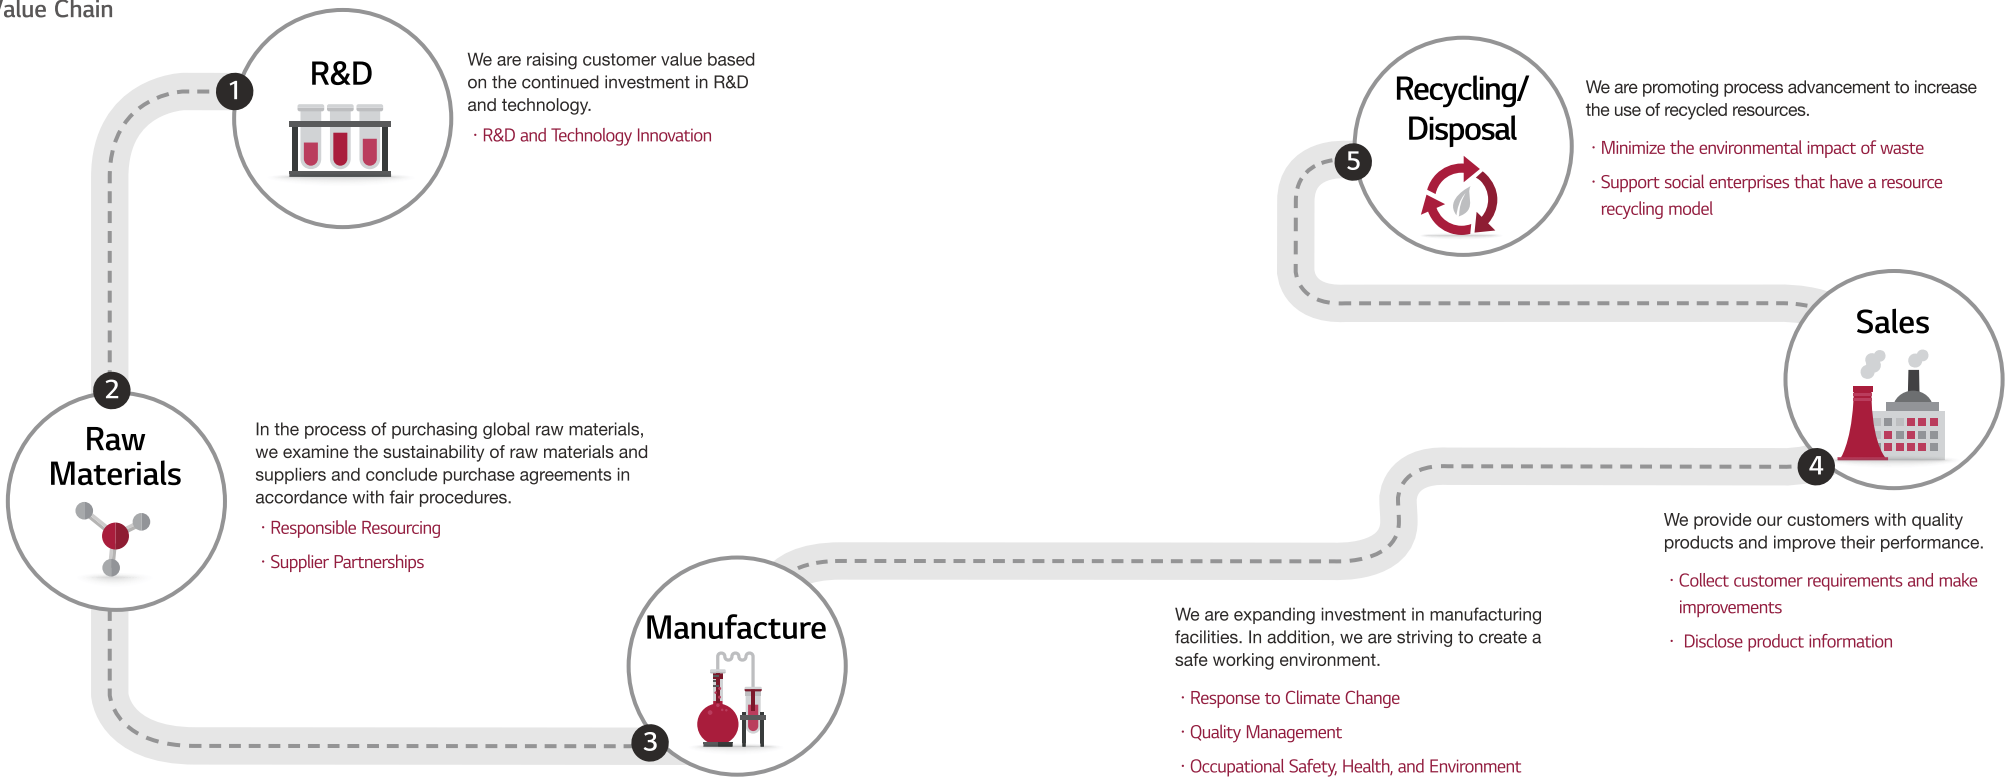 Value Chain
1
R&D
We are raising customer value based
on the continued investment in R&D
and technology.
· R&D and Technology Innovation
2
Raw
Materials
In the process of purchasing global raw materials,
we examine the sustainability of raw materials and
suppliers and conclude purchase agreements in
accordance with fair procedures.
· Responsible Resourcing
· Supplier Partnerships
3
Manufacture
We are expanding investment in manufacturing
facilities. In addition, we are striving to create a
safe working environment.
· Response to Climate Change
· Quality Management
· Occupational Safety, Health, and Environment
4
Sales
We provide our customers with quality
products and improve their performance.
· Collect customer requirements and make
improvements
· Disclose product information
5
Recycling/
Disposal
We are promoting process advancement to increase
the use of recycled resources.
· Minimize the environmental impact of waste
· Support social enterprises that have a resource
recycling model